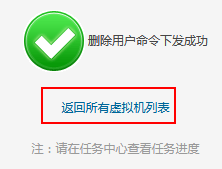 删除用户命令下发成功
返回所有虚拟机列表
注：请在任务中心查看任务进度